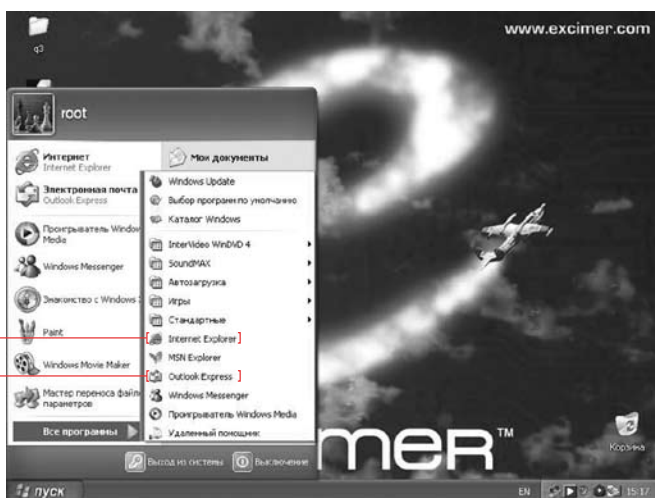 www.excimer.com
q3
root
Интернет
Internet Explorer
Электронная почта
Outlook Express
Проигрыватель Window
Media
Windows Messenger
Знакомство с Windows
Paint
Windows Movie Maker
Мастер переноса файл
параметров
Все программы
Мои документы
Windows Update
Выбор программ по умолчанию
Каталог Windows
InterVideo WinDVD 4
SoundMAX
Автозагрузка
Игры
Стандартные
Internet Explorer
MSN Explorer
Outlook Express
Windows Messenger
Проигрыватель Windows Media
Удаленный помощник
Выход из системы
Выключение
mer™
Корзина
пуск
EN
15:17